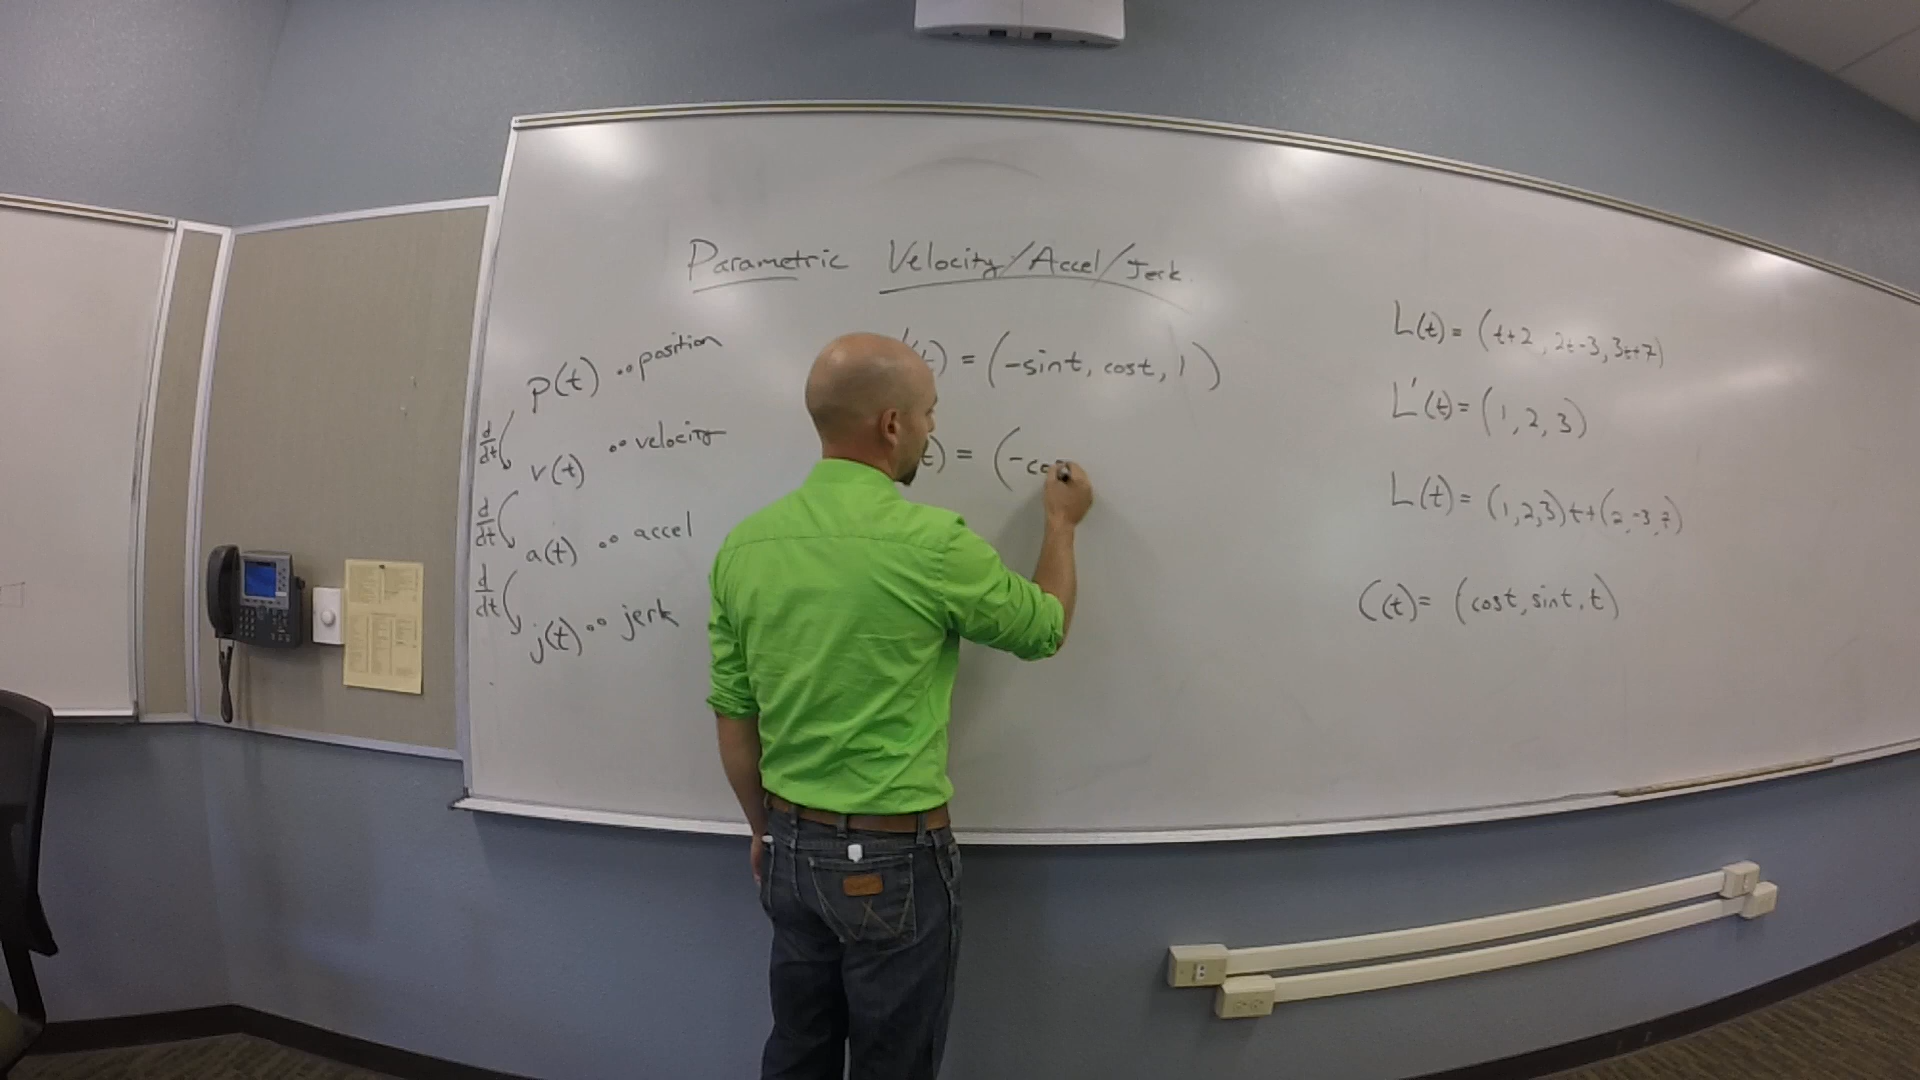 Parametric Velocity/Accel/Jerk
p(t) •• position
d/dt
v(t) •• velocity
d/dt
a(t) •• accel
d/dt
j(t) •• jerk
'(t) = (-sint, cost, 1)
t) = (-co
L(t) = (t+2, 2t-3, 3t+7)
L'(t) = (1, 2, 3)
L(t) = (1,2,3)t+(2,-3,7)
C(t) = (cost, sint, t)